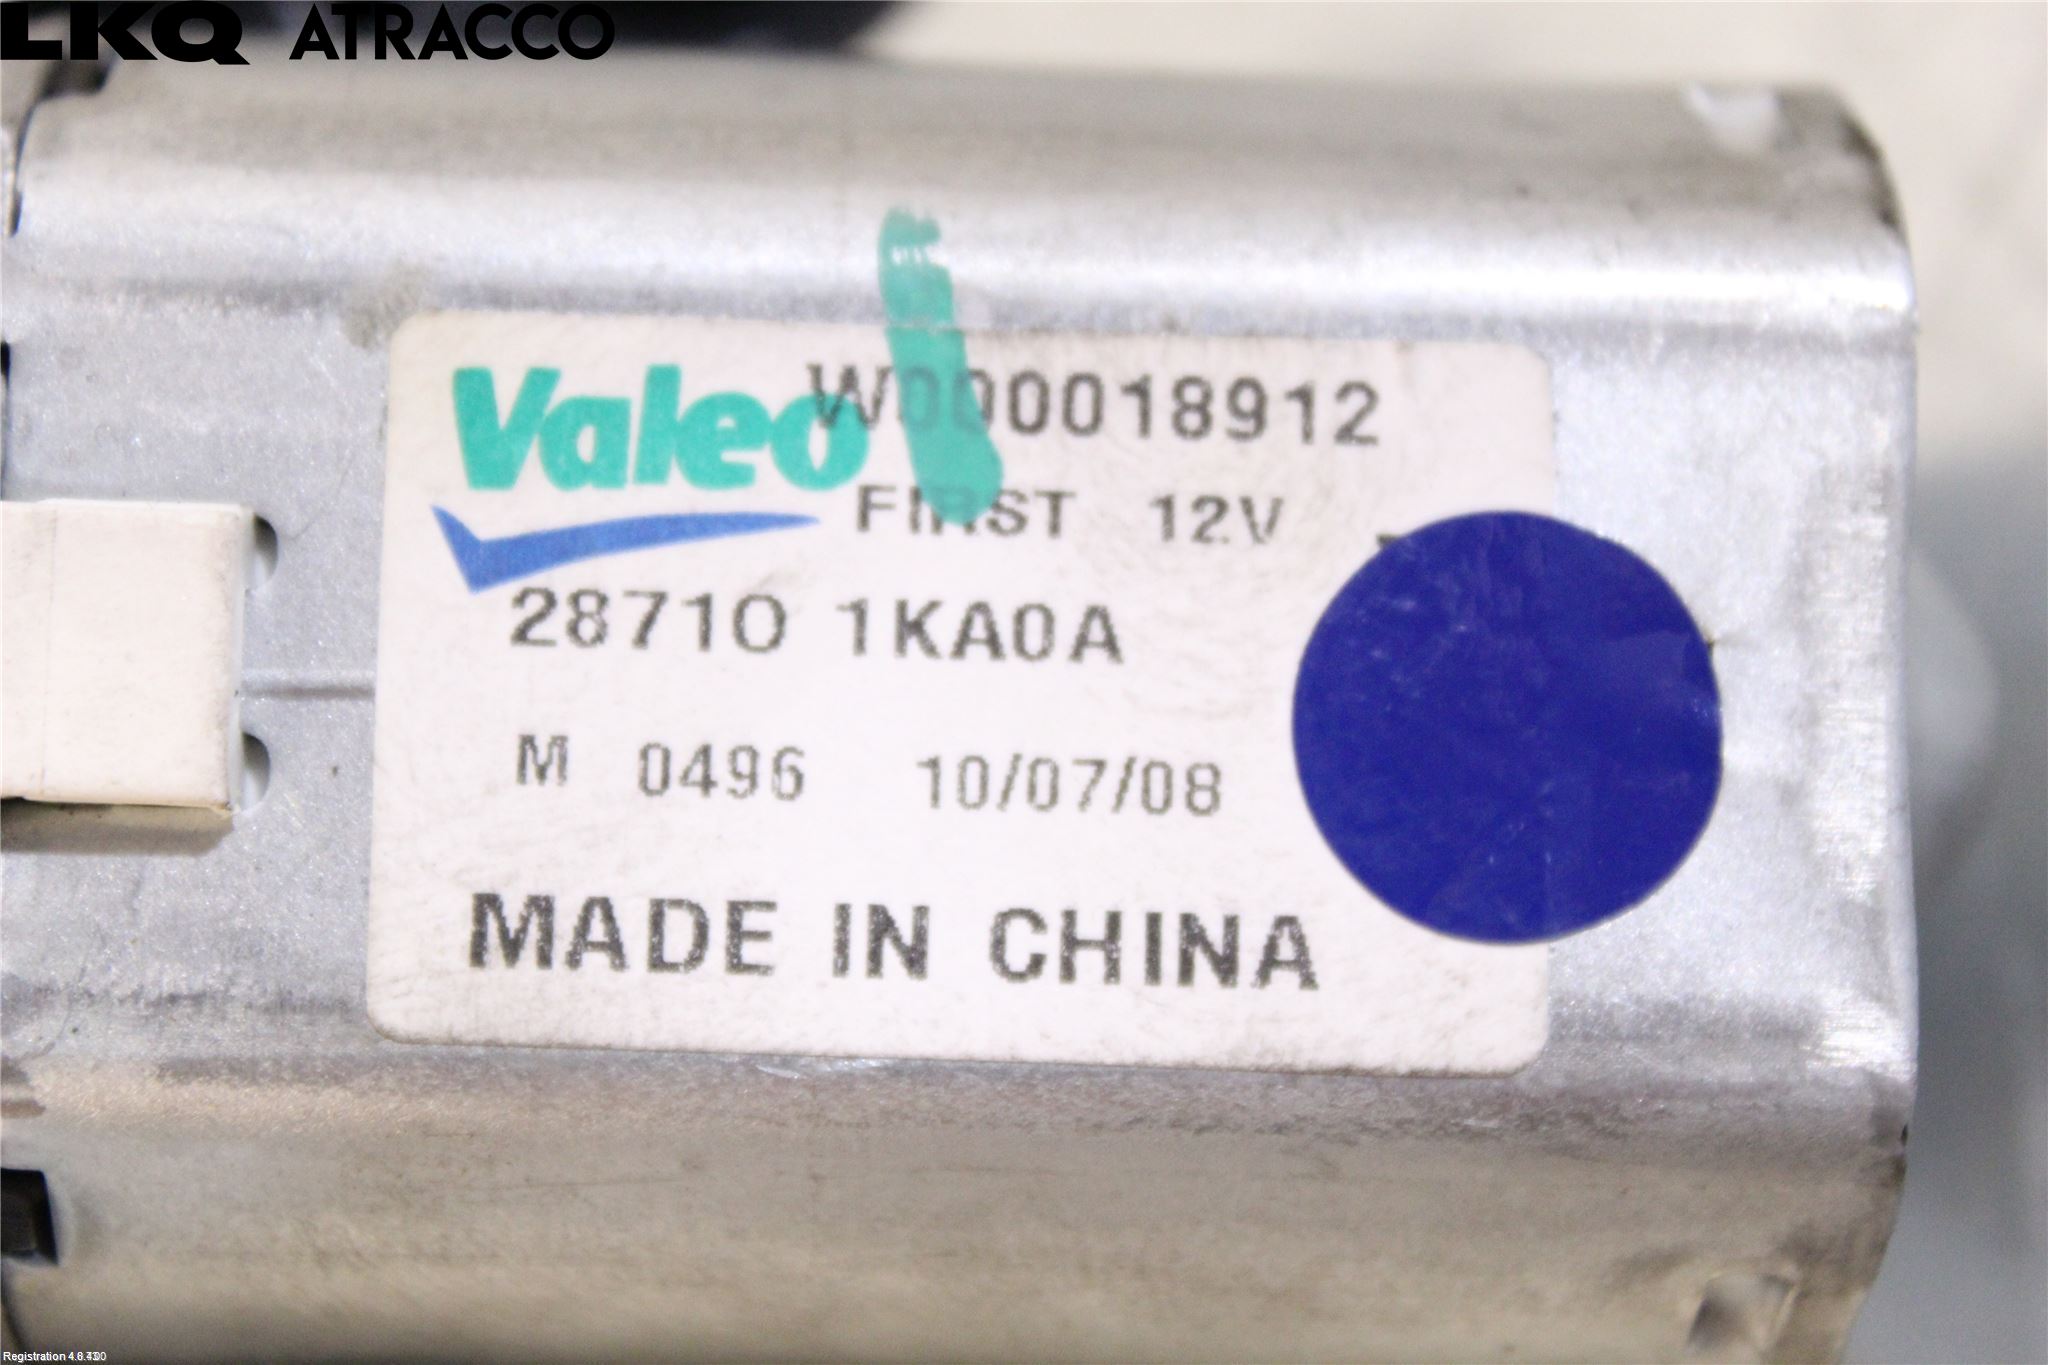 LKQ ATRACCO
Valeo W000018912
FIRST 12V
28710 1KA0A
M 0496 10/07/08
MADE IN CHINA